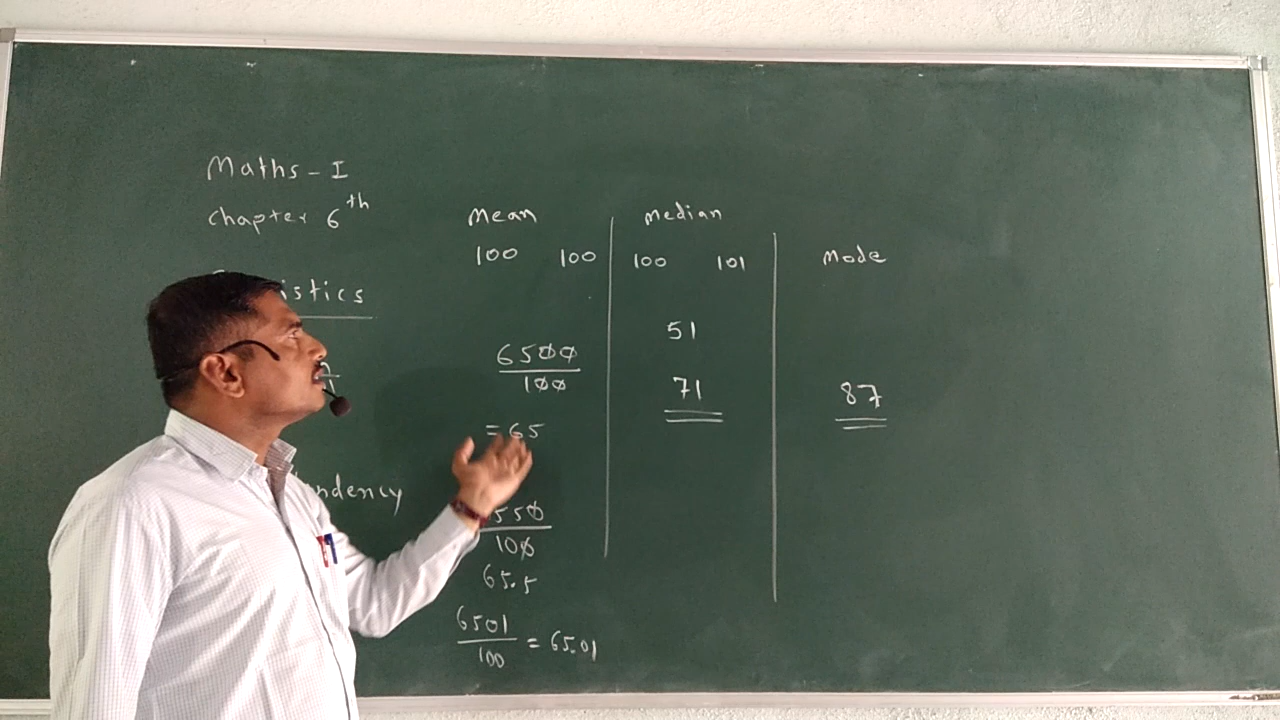 Maths - I
Chapter 6th
istics
ndency
Mean
100 100
6500
100
= 65
550
100
65.5
6501
100
= 65.01
Median
100 101
51
71
Mode
87